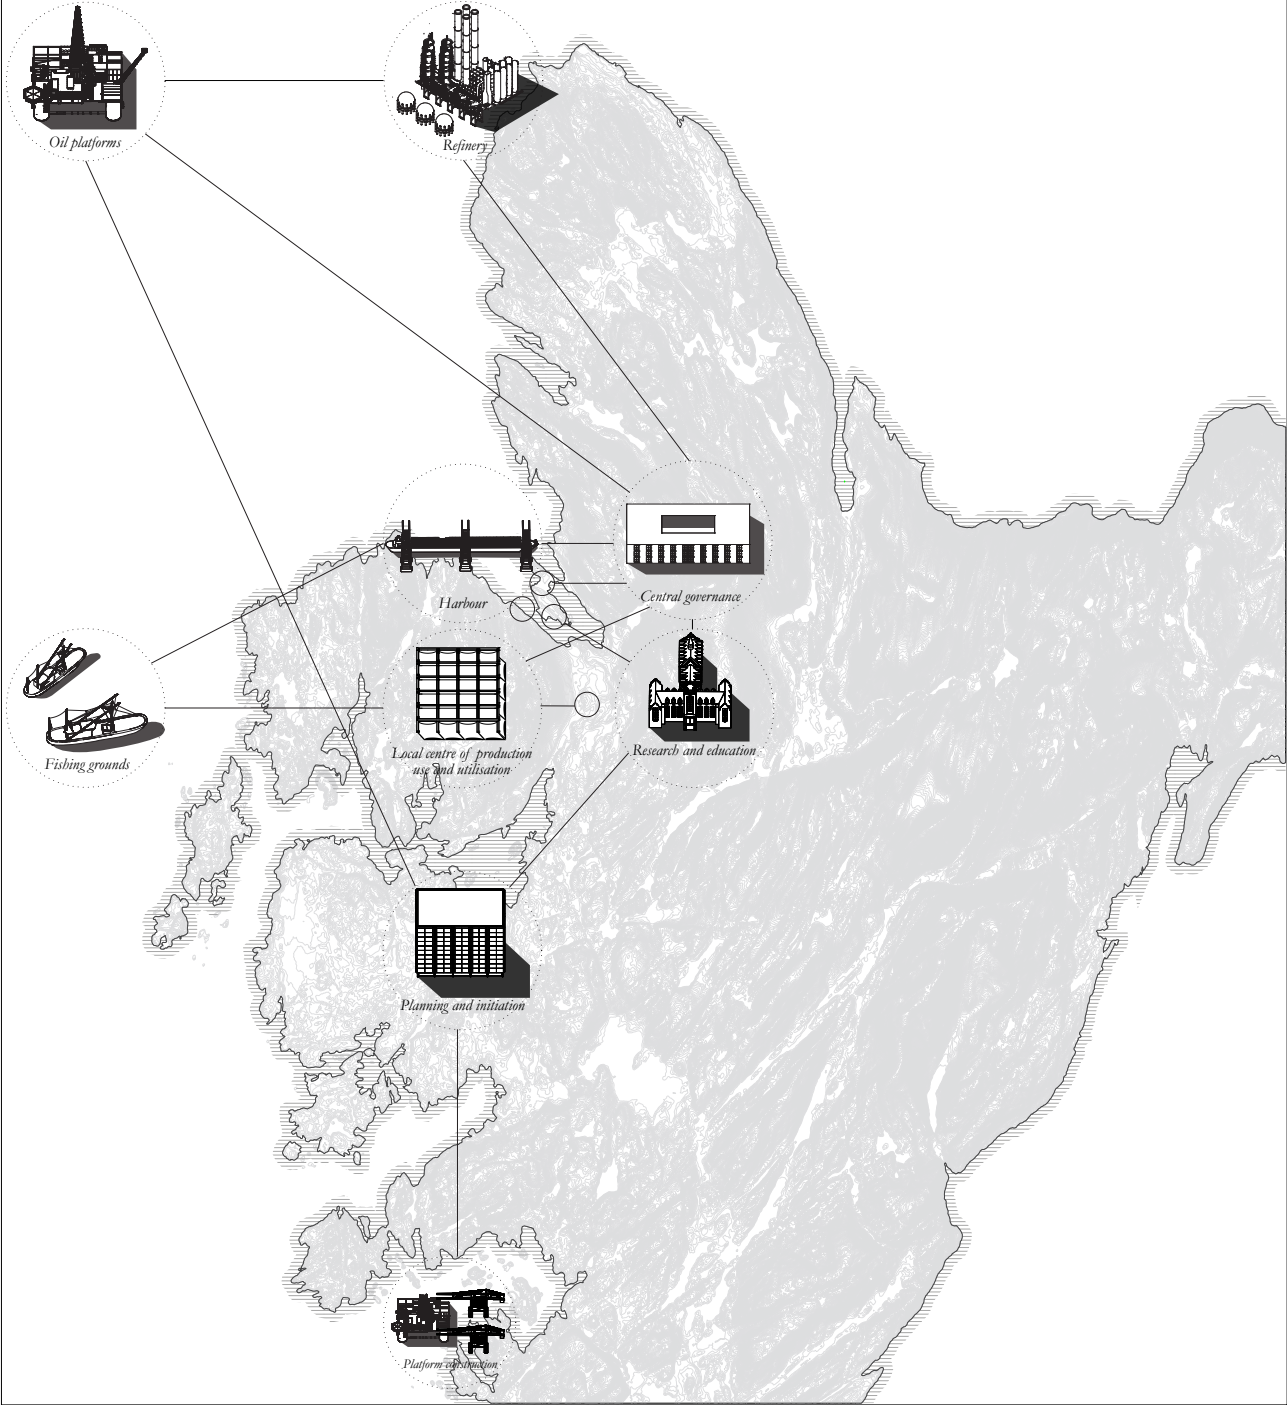 Oil platforms
Refinery
Harbour
Central governance
Fishing grounds
Local centre of production
use and utilisation
Research and education
Planning and initiation
Platform construction